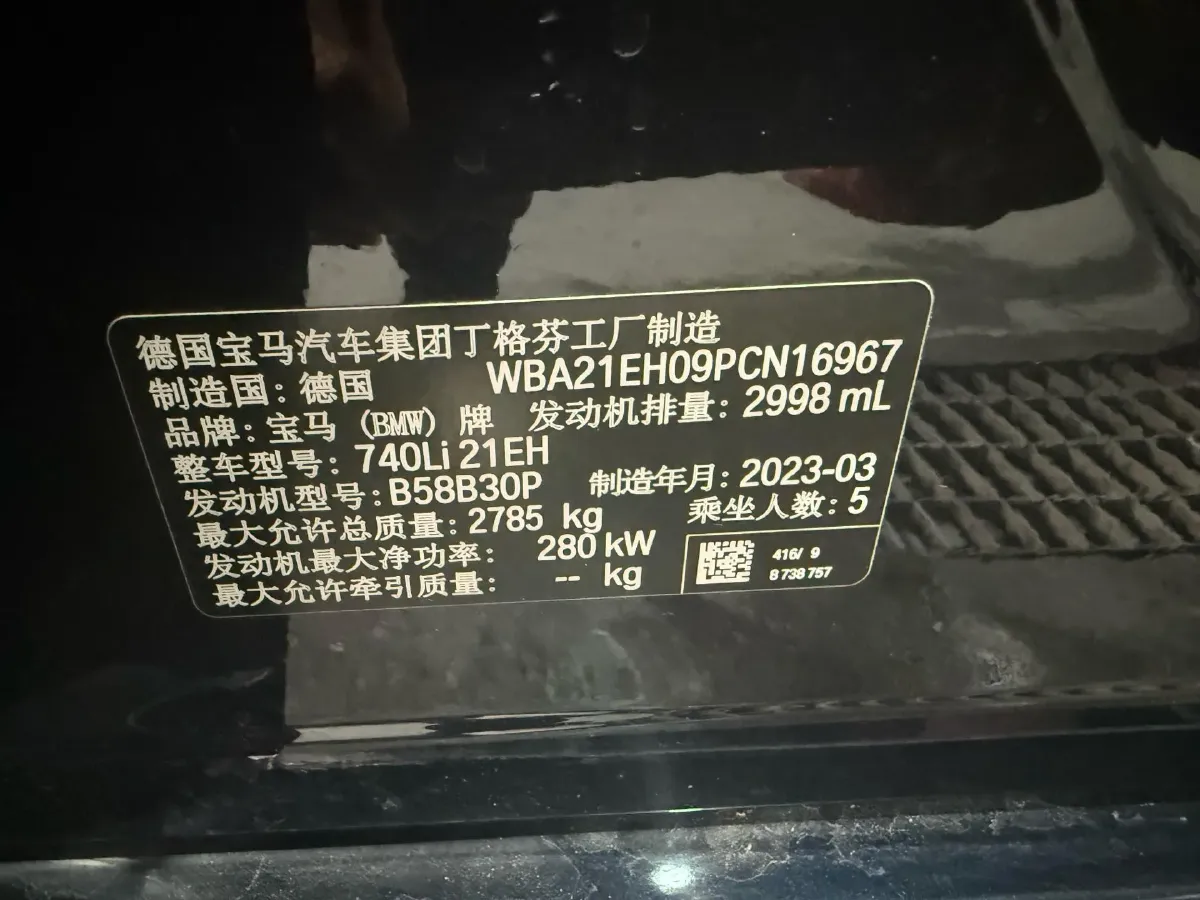 德国宝马汽车集团丁格芬工厂制造
制造国：德国 WBA21EH09PCN16967
品牌：宝马（BMW）牌 发动机排量：2998 mL
整车型号：740Li 21EH
发动机型号：B58B30P 制造年月：2023-03
最大允许总质量：2785 kg 乘坐人数：5
发动机最大净功率： 280 kW
最大允许牵引质量： -- kg
416/ 9
8 738 757